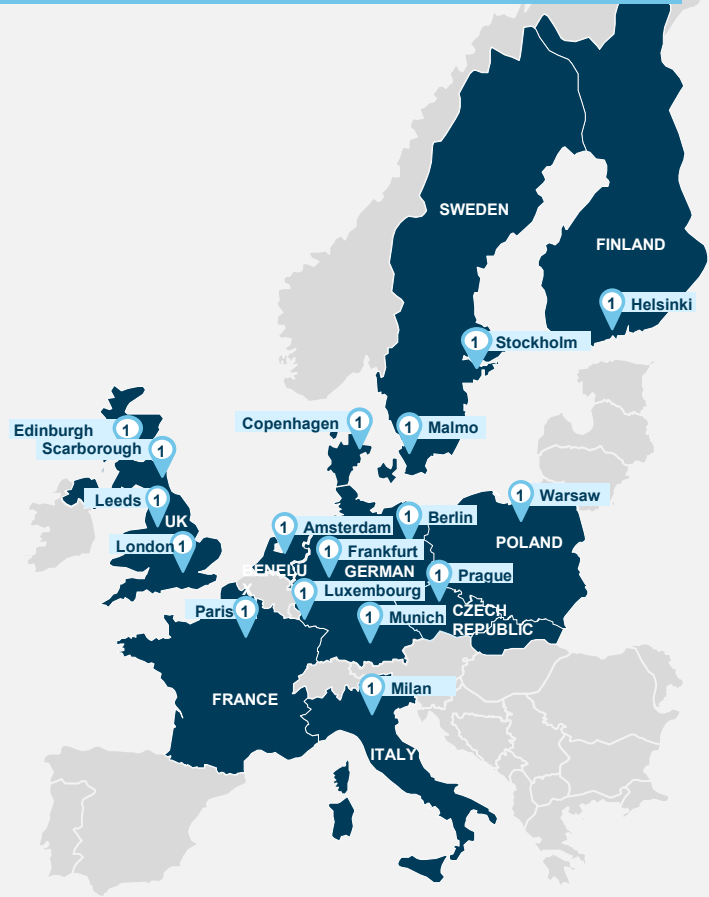 SWEDEN
FINLAND
1 Helsinki
1 Stockholm
Copenhagen 1
1 Malmo
Edinburgh 1
Scarborough 1
Leeds 1
UK
London 1
1 Warsaw
POLAND
1 Amsterdam
1 Berlin
1 Frankfurt
BENELU
X
GERMAN
1 Prague
1 Luxembourg
Paris 1
1 Munich
CZECH
REPUBLIC
FRANCE
1 Milan
ITALY